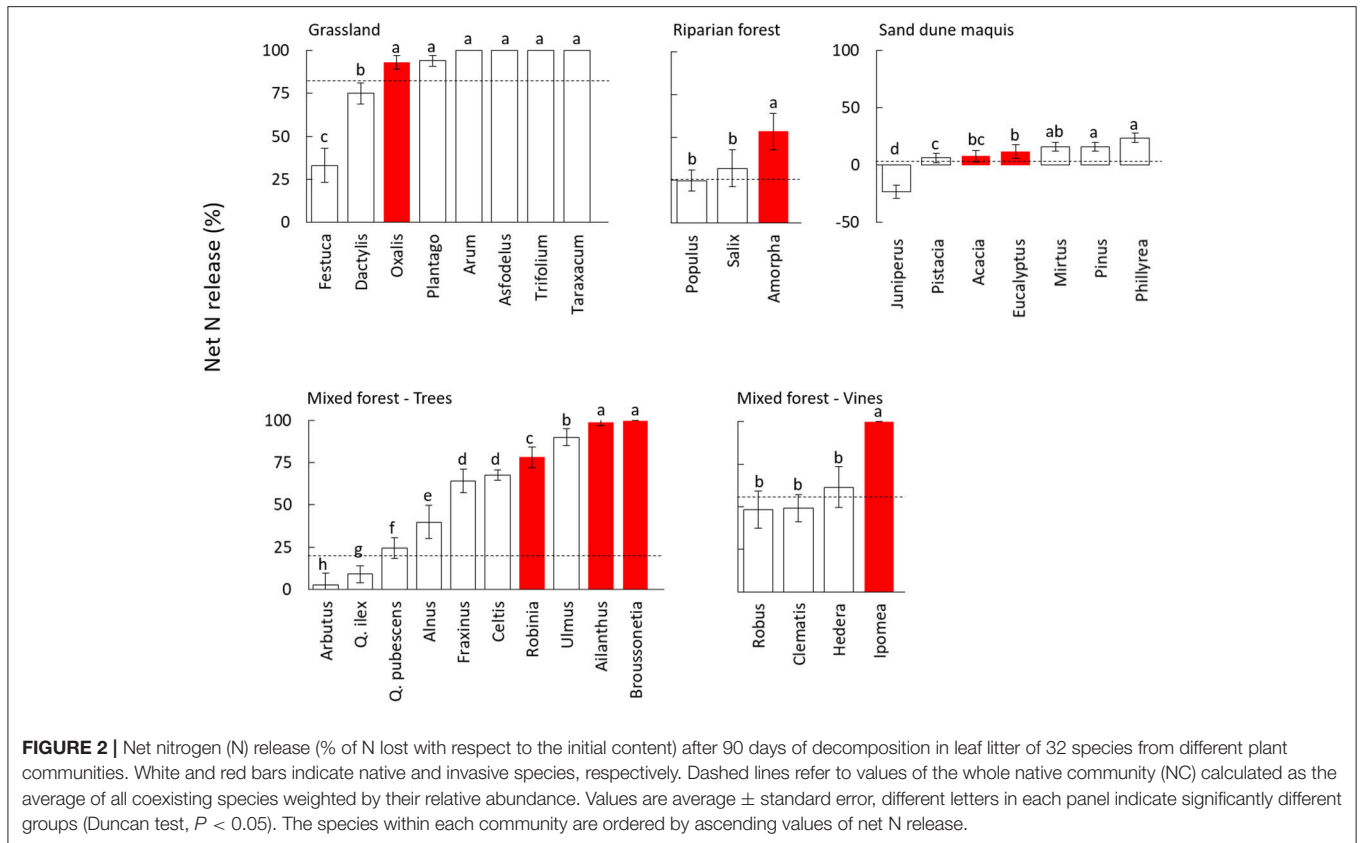 Grassland
Riparian forest
Sand dune maquis
Net N release (%)
100
75
50
25
0
c
b
a
a
a
a
a
a
Festuca
Dactylis
Oxalis
Plantago
Arum
Asfodelus
Trifolium
Taraxacum
b
b
a
Populus
Salix
Amorpha
100
50
0
-50
d
c
bc
b
ab
a
a
Juniperus
Pistacia
Acacia
Eucalyptus
Mirtus
Pinus
Phillyrea
Mixed forest - Trees
Mixed forest - Vines
100
75
50
25
0
h
g
f
e
d
d
c
b
a
a
Arbutus
Q. ilex
Q. pubescens
Alnus
Fraxinus
Celtis
Robinia
Ulmus
Ailanthus
Broussonetia
b
b
b
a
Robus
Clematis
Hedera
Ipomea
FIGURE 2 | Net nitrogen (N) release (% of N lost with respect to the initial content) after 90 days of decomposition in leaf litter of 32 species from different plant
communities. White and red bars indicate native and invasive species, respectively. Dashed lines refer to values of the whole native community (NC) calculated as the
average of all coexisting species weighted by their relative abundance. Values are average ± standard error, different letters in each panel indicate significantly different
groups (Duncan test, P < 0.05). The species within each community are ordered by ascending values of net N release.